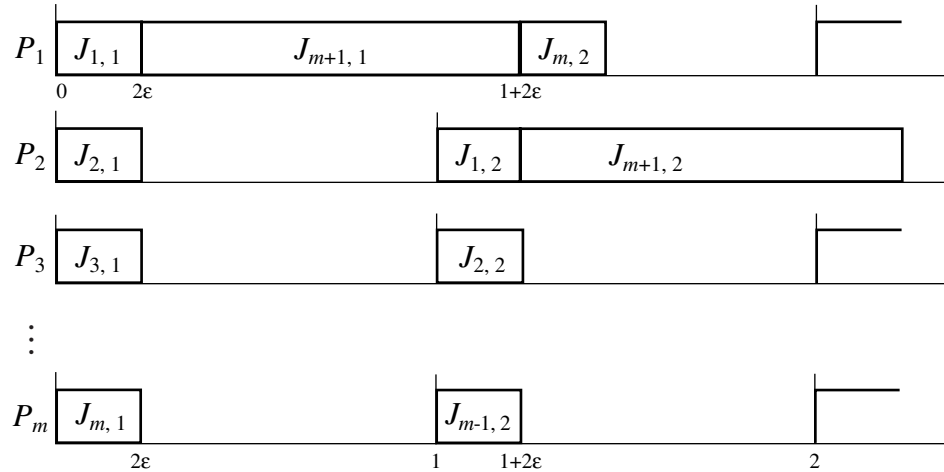 P₁ J₁, ₁ Jₘ₊₁, ₁ Jₘ, ₂
0 2ε 1+2ε
P₂ J₂, ₁ J₁, ₂ Jₘ₊₁, ₂
P₃ J₃, ₁ J₂, ₂
⋮
Pₘ Jₘ, ₁ Jₘ₋₁, ₂
2ε 1 1+2ε 2